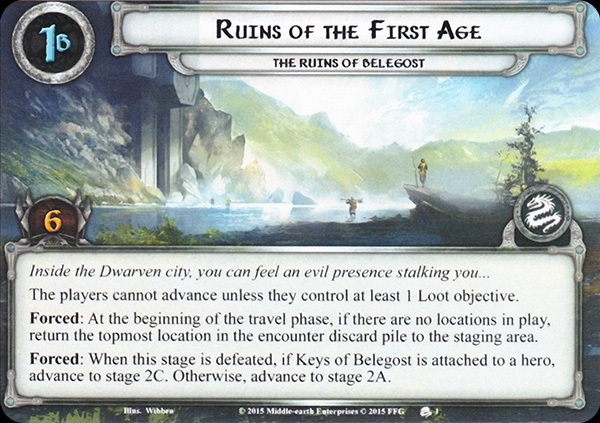 1B
RUINS OF THE FIRST AGE
THE RUINS OF BELEGOST
6
Inside the Dwarven city, you can feel an evil presence stalking you...
The players cannot advance unless they control at least 1 Loot objective.
Forced: At the beginning of the travel phase, if there are no locations in play,
return the topmost location in the encounter discard pile to the staging area.
Forced: When this stage is defeated, if Keys of Belegost is attached to a hero,
advance to stage 2C. Otherwise, advance to stage 2A.
Illus. Wibben © 2015 Middle-earth Enterprises © 2015 FFG 1